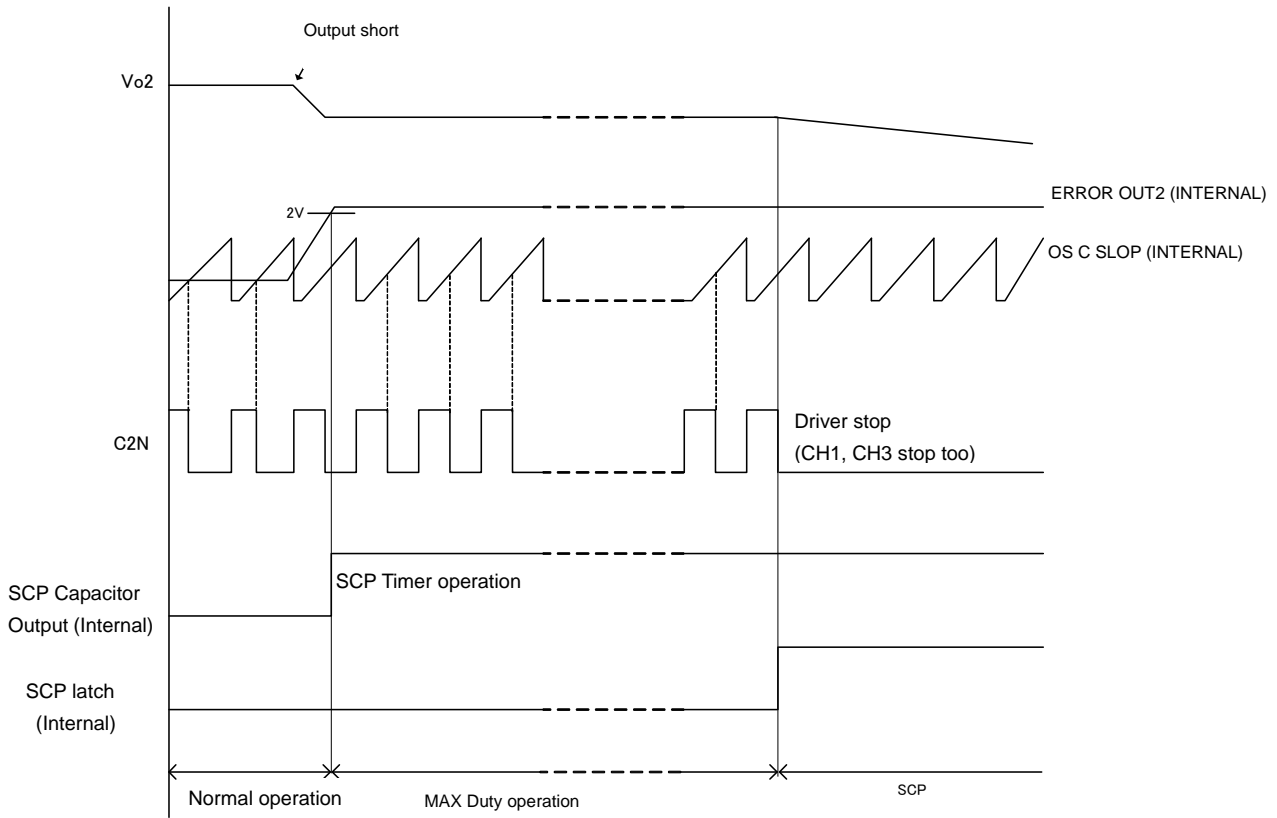 Output short
Vo2
ERROR OUT2 (INTERNAL)
2V
OS C SLOP (INTERNAL)
C2N
Driver stop
(CH1, CH3 stop too)
SCP Timer operation
SCP Capacitor
Output (Internal)
SCP latch
(Internal)
Normal operation
MAX Duty operation
SCP